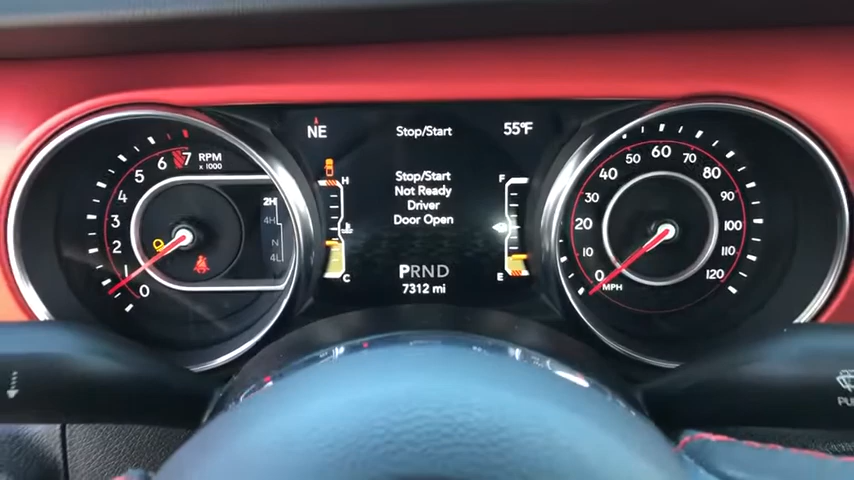 NE
Stop/Start
55°F
Stop/Start
Not Ready
Driver
Door Open
PRND
7312 mi
H
C
F
E
0
1
2
3
4
5
6
7
RPM
x 1000
2H
4H
N
4L
0
10
20
30
40
50
60
70
80
90
100
110
120
MPH